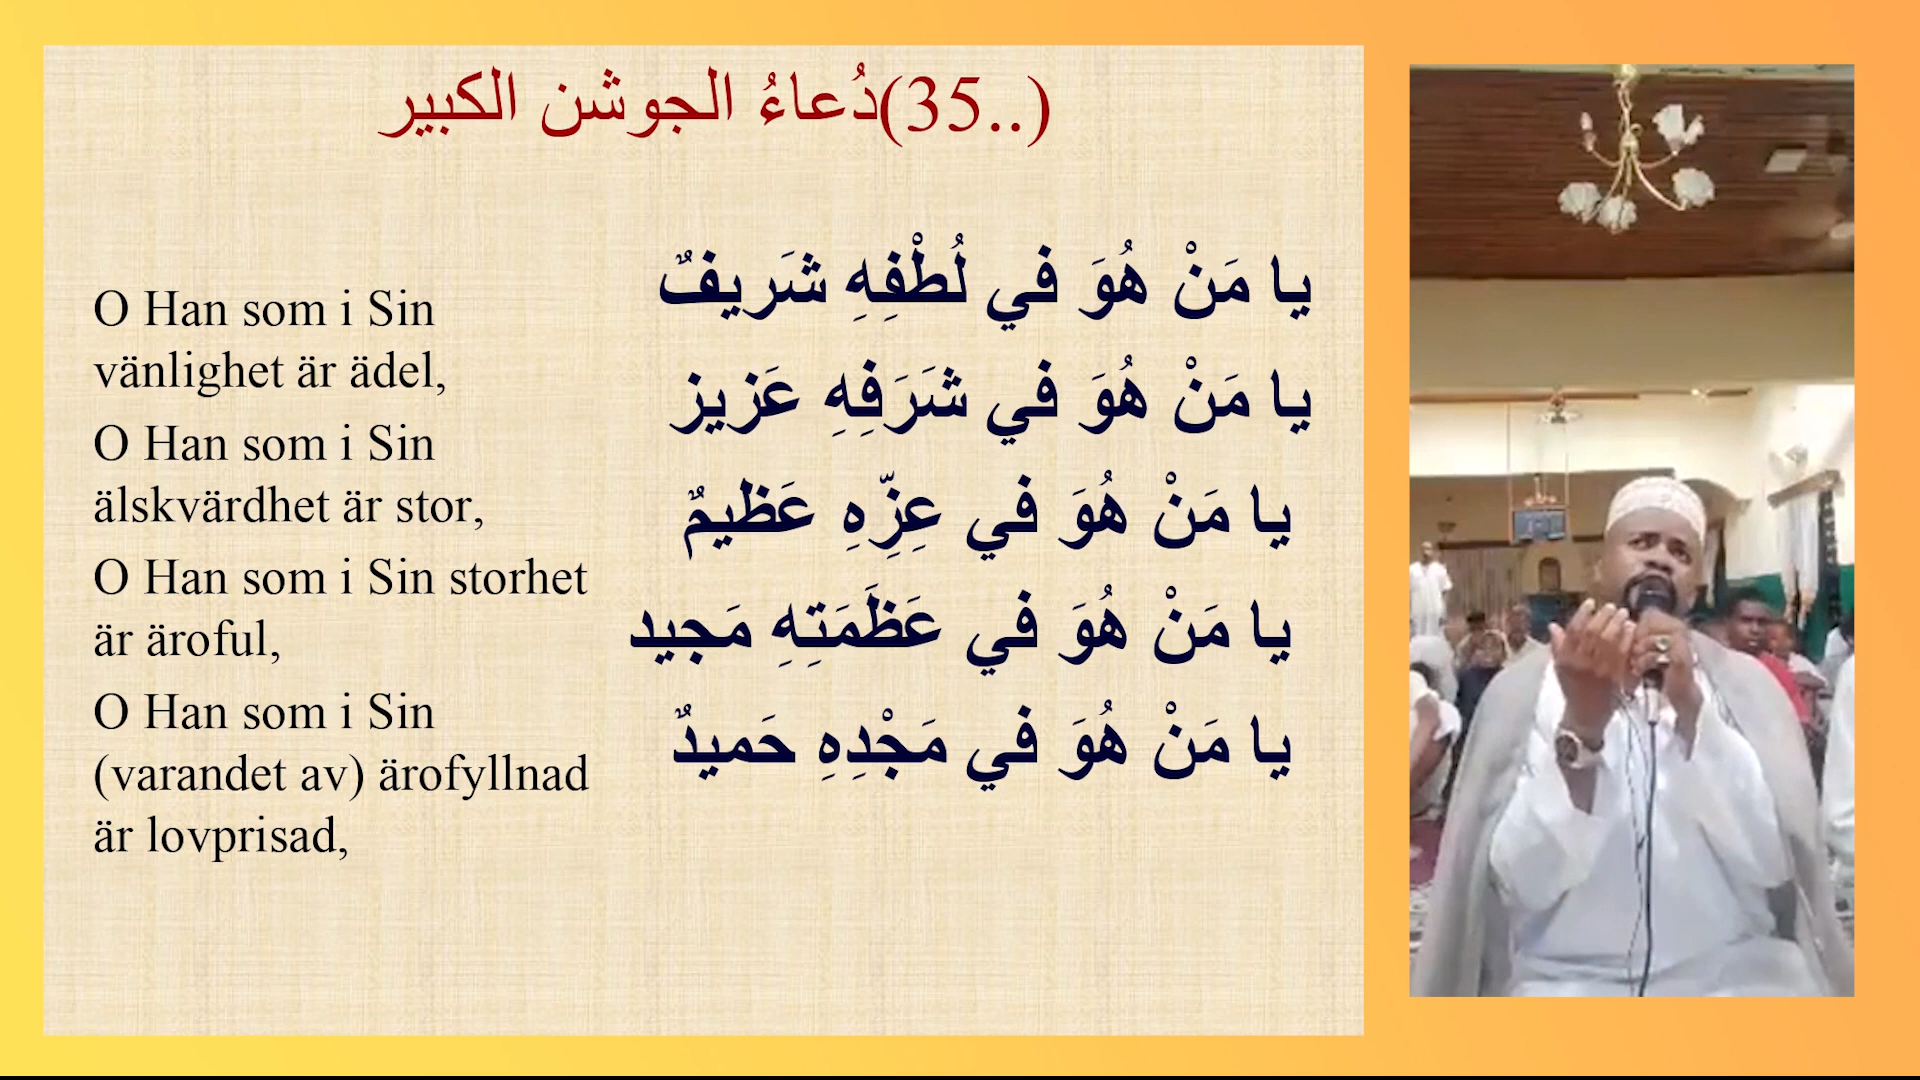 (..35)دُعاءُ الجوشن الكبير
يا مَنْ هُوَ في لُطْفِهِ شَريفٌ
يا مَنْ هُوَ في شَرَفِهِ عَزيز
يا مَنْ هُوَ في عِزِّهِ عَظيمٌ
يا مَنْ هُوَ في عَظَمَتِهِ مَجيد
يا مَنْ هُوَ في مَجْدِهِ حَميدٌ
O Han som i Sin
vänlighet är ädel,
O Han som i Sin
älskvärdhet är stor,
O Han som i Sin storhet
är äroful,
O Han som i Sin
(varandet av) ärofyllnad
är lovprisad,